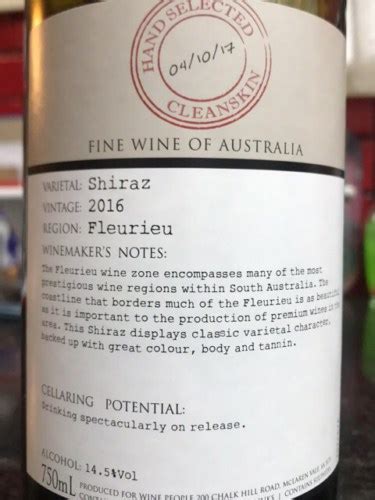 HAND SELECTED
04/10/17
CLEANSKIN
FINE WINE OF AUSTRALIA
VARIETAL: Shiraz
VINTAGE: 2016
REGION: Fleurieu
WINEMAKER'S NOTES:
The Fleurieu wine zone encompasses many of the most
prestigious wine regions within South Australia. The
coastline that borders much of the Fleurieu is as beautiful
as it is important to the production of premium wines in the
area. This Shiraz displays classic varietal character,
backed up with great colour, body and tannin.
CELLARING POTENTIAL:
Drinking spectacularly on release.
ALCOHOL: 14.5%Vol
750mL
PRODUCED FOR WINE PEOPLE 200 CHALK HILL ROAD, MCLAREN VALE, SA